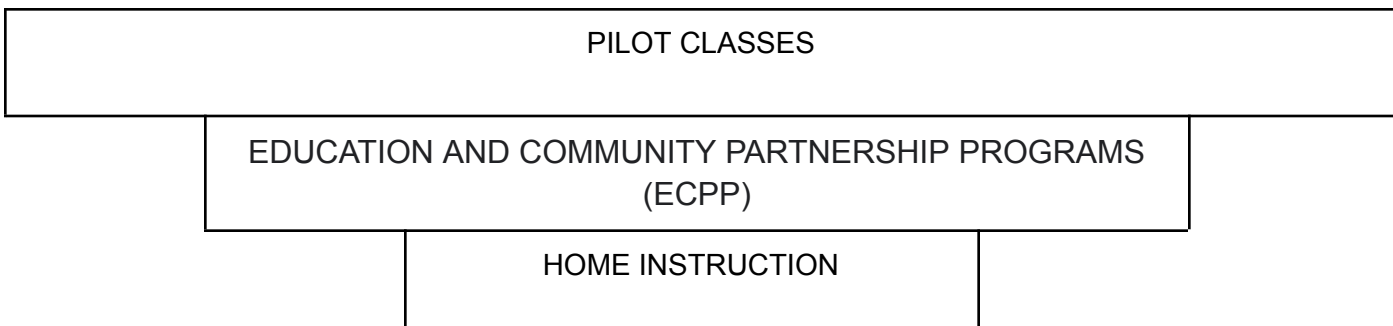 PILOT CLASSES
EDUCATION AND COMMUNITY PARTNERSHIP PROGRAMS
(ECPP)
HOME INSTRUCTION